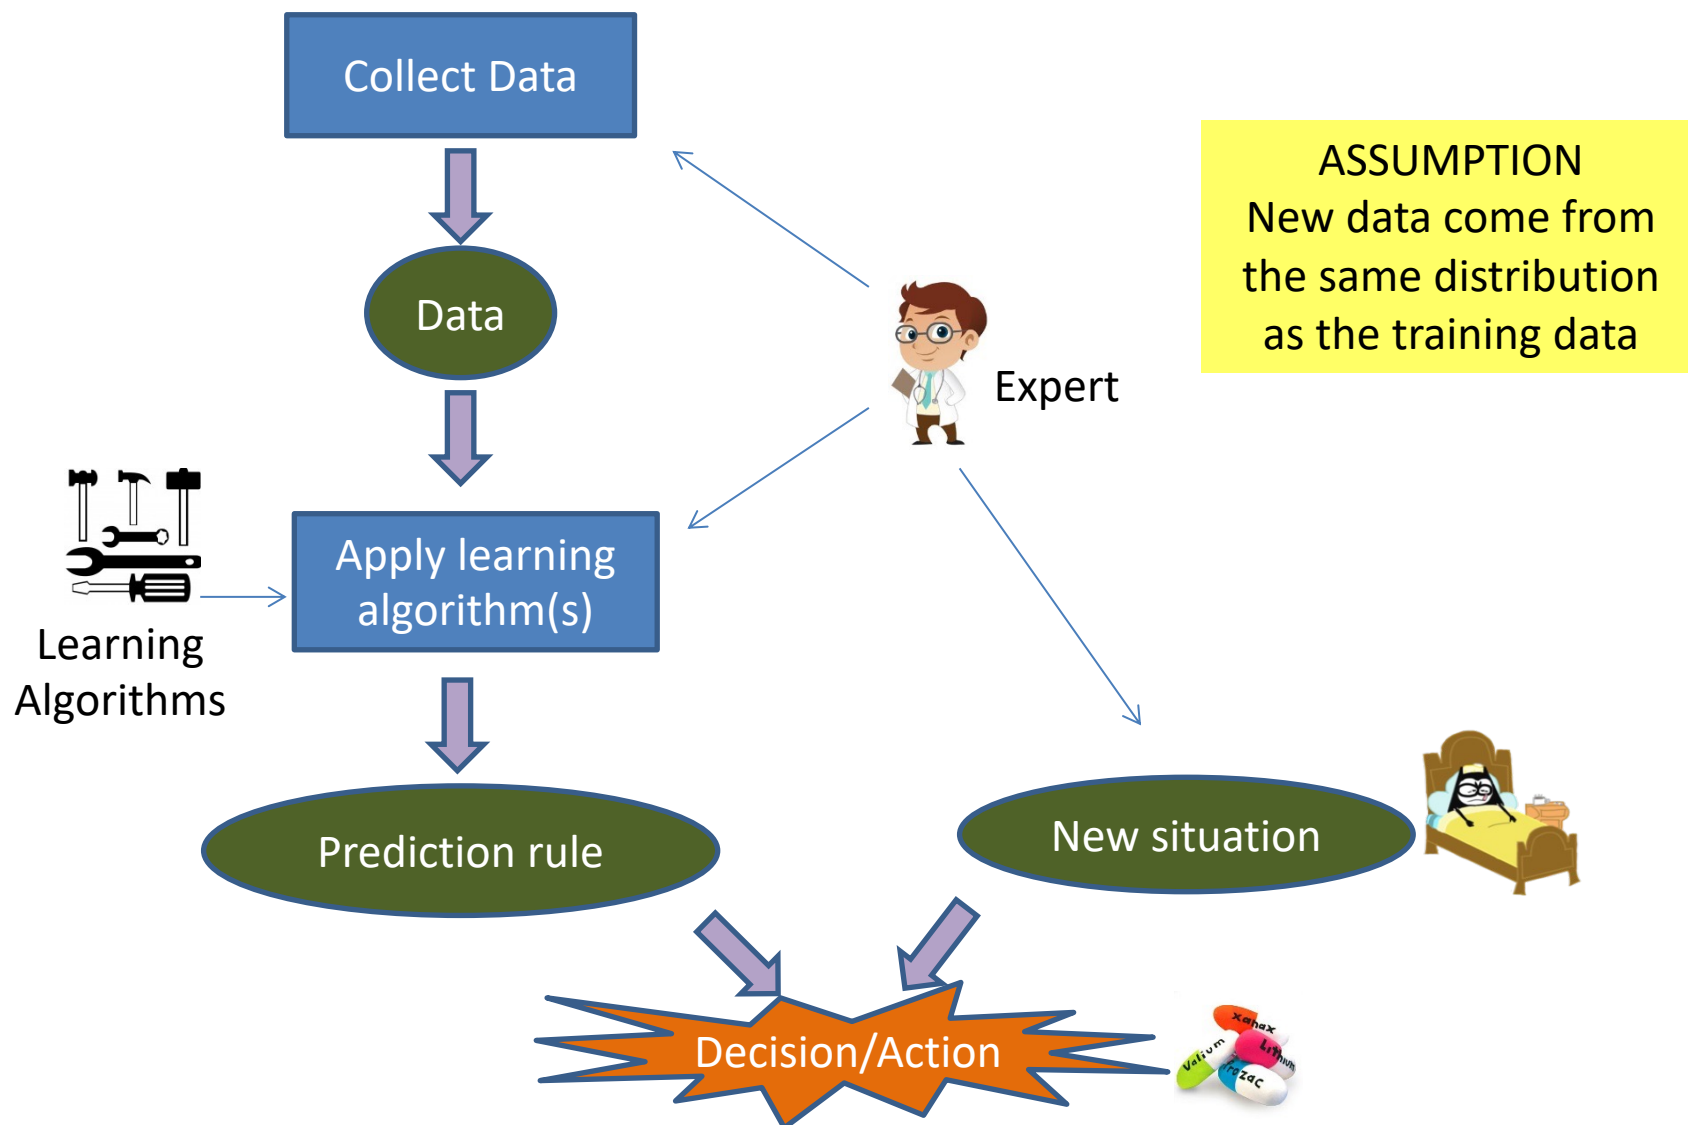 Collect Data
ASSUMPTION
New data come from
the same distribution
as the training data
Data
Expert
Apply learning
algorithm(s)
Learning
Algorithms
Prediction rule
New situation
Decision/Action
xanax
Lithium
Valium
Prozac